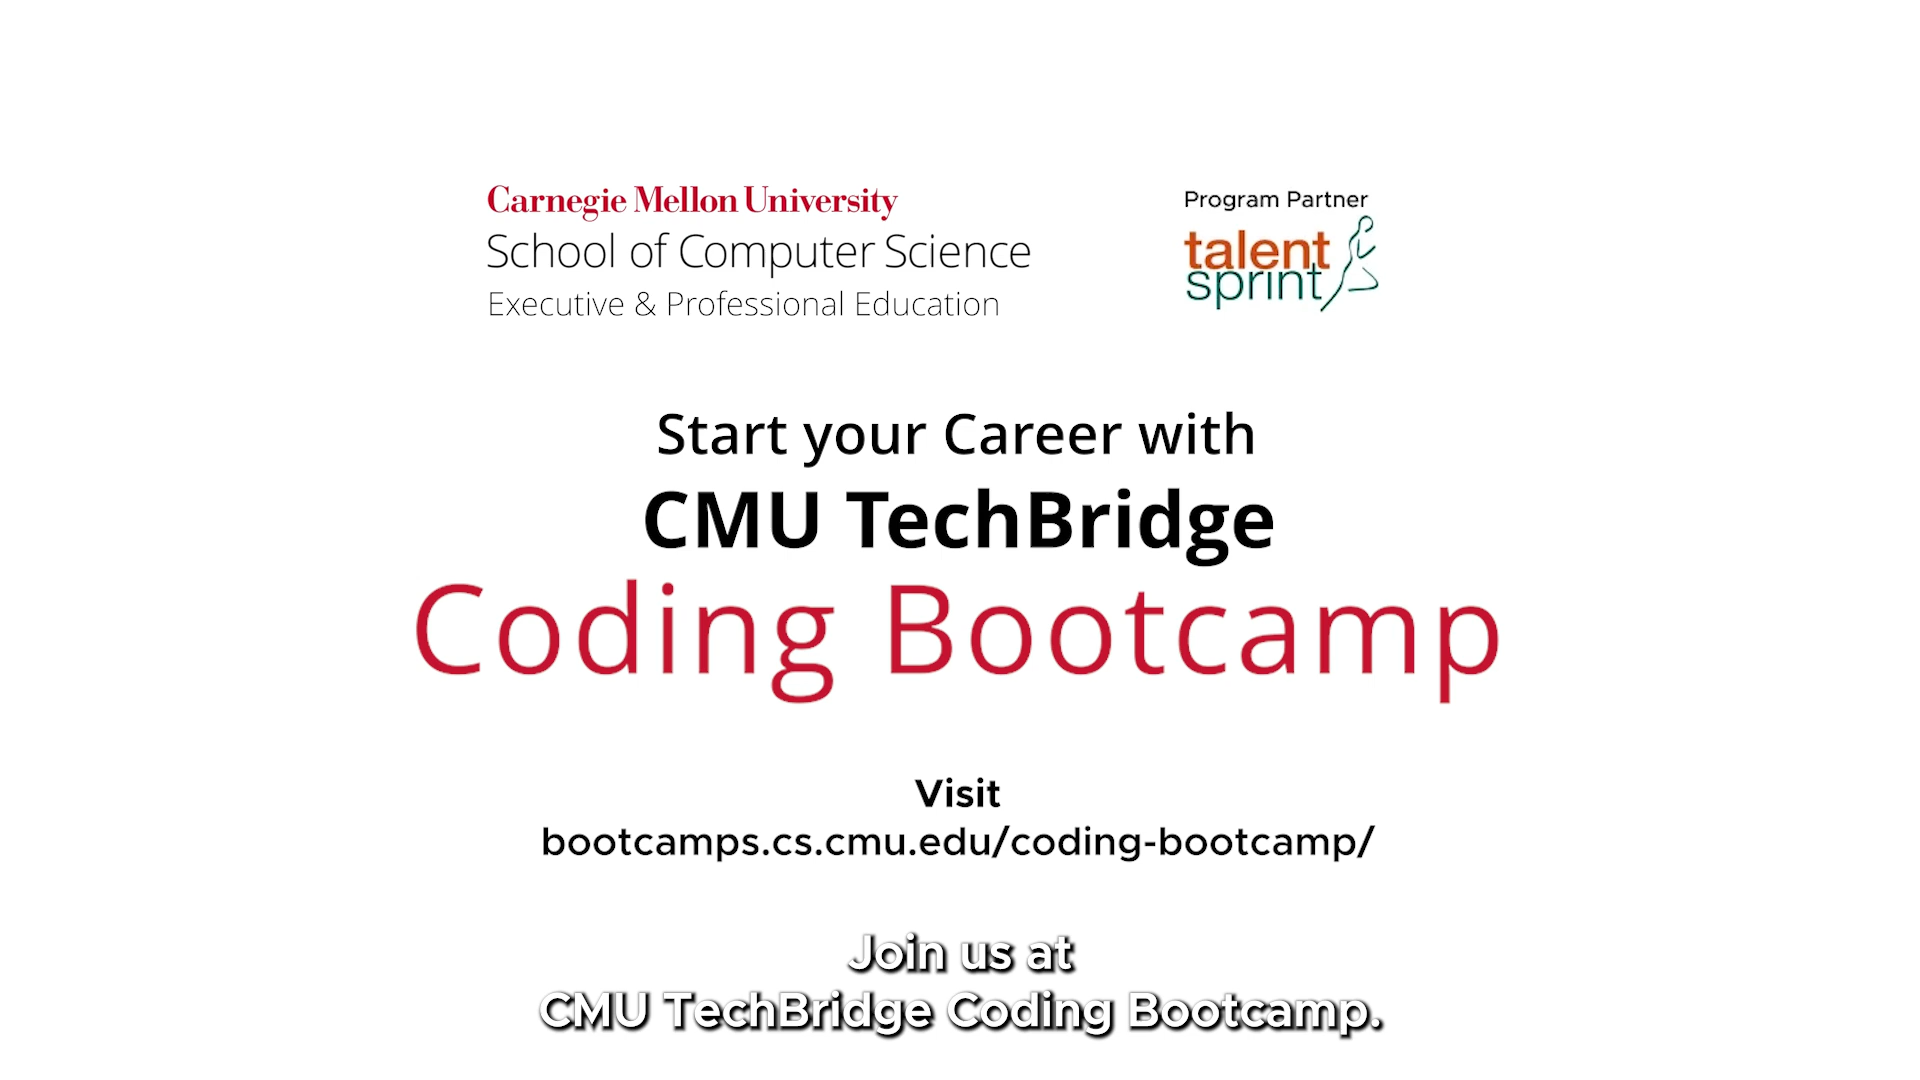 Carnegie Mellon University
School of Computer Science
Executive & Professional Education
Program Partner
talent
sprint
Start your Career with
CMU TechBridge
Coding Bootcamp
Visit
bootcamps.cs.cmu.edu/coding-bootcamp/
Join us at
CMU TechBridge Coding Bootcamp.